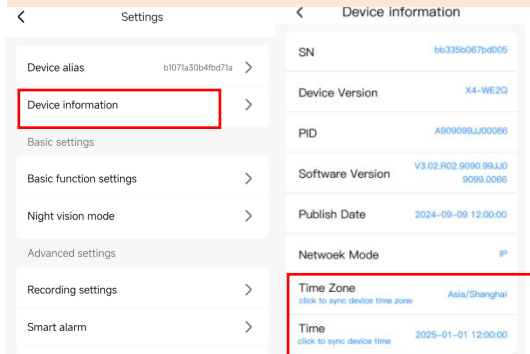 Settings
Device alias b1071a30b4fbd71a
Device information
Basic settings
Basic function settings
Night vision mode
Advanced settings
Recording settings
Smart alarm
Device information
SN bb335b067bd005
Device Version X4-WE2Q
PID A909099JJ00066
Software Version V3.02.R02.9090.99JJ0
9099.0066
Publish Date 2024-09-09 12:00:00
Netwoek Mode IP
Time Zone Asia/Shanghai
click to sync device time zone
Time 2025-01-01 12:00:00
click to sync device time